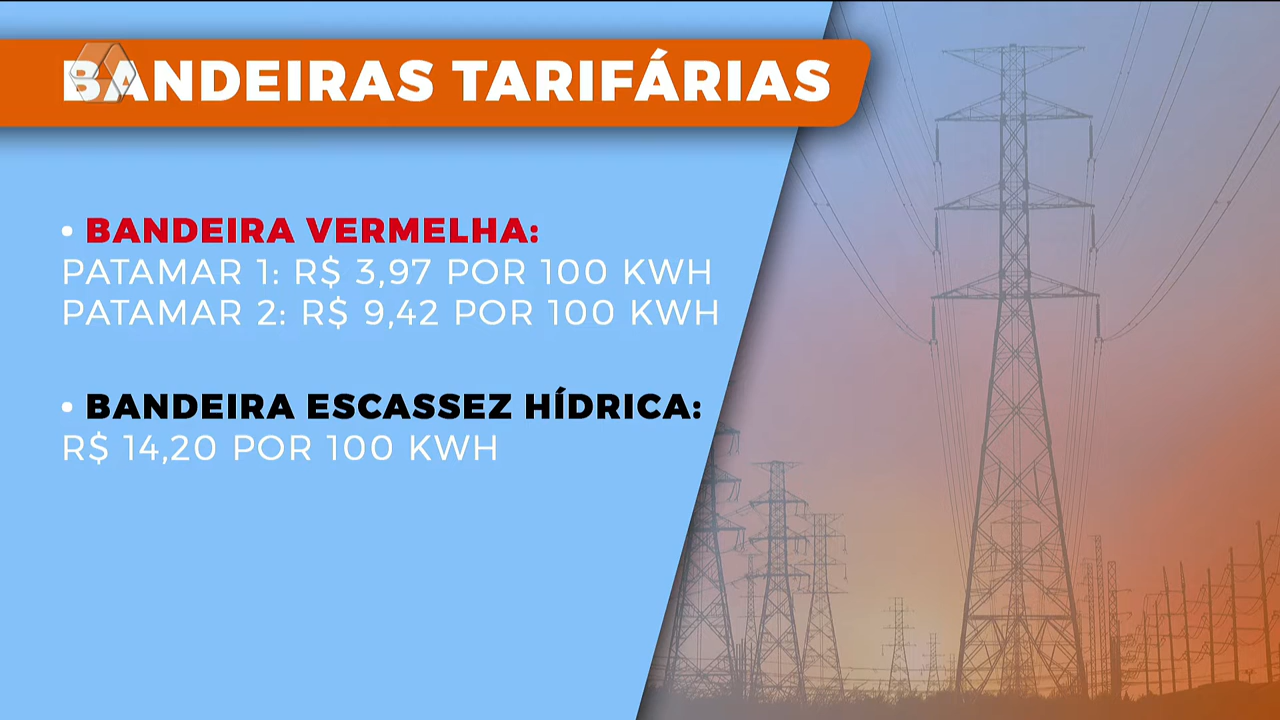 BANDEIRAS TARIFÁRIAS
• BANDEIRA VERMELHA:
PATAMAR 1: R$ 3,97 POR 100 KWH
PATAMAR 2: R$ 9,42 POR 100 KWH
• BANDEIRA ESCASSEZ HÍDRICA:
R$ 14,20 POR 100 KWH